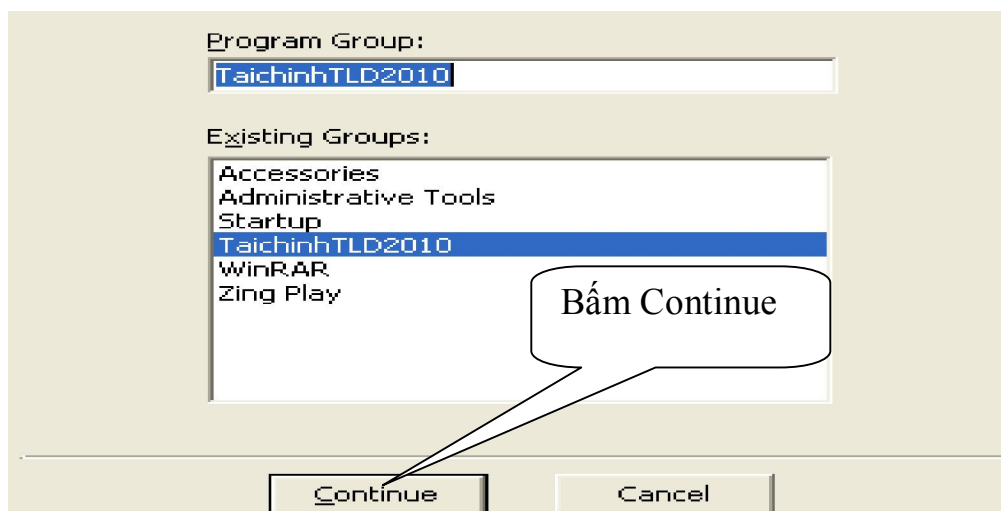 Program Group:
TaichinhTLD2010
Existing Groups:
Accessories
Administrative Tools
Startup
TaichinhTLD2010
WinRAR
Zing Play
Bấm Continue
Continue
Cancel